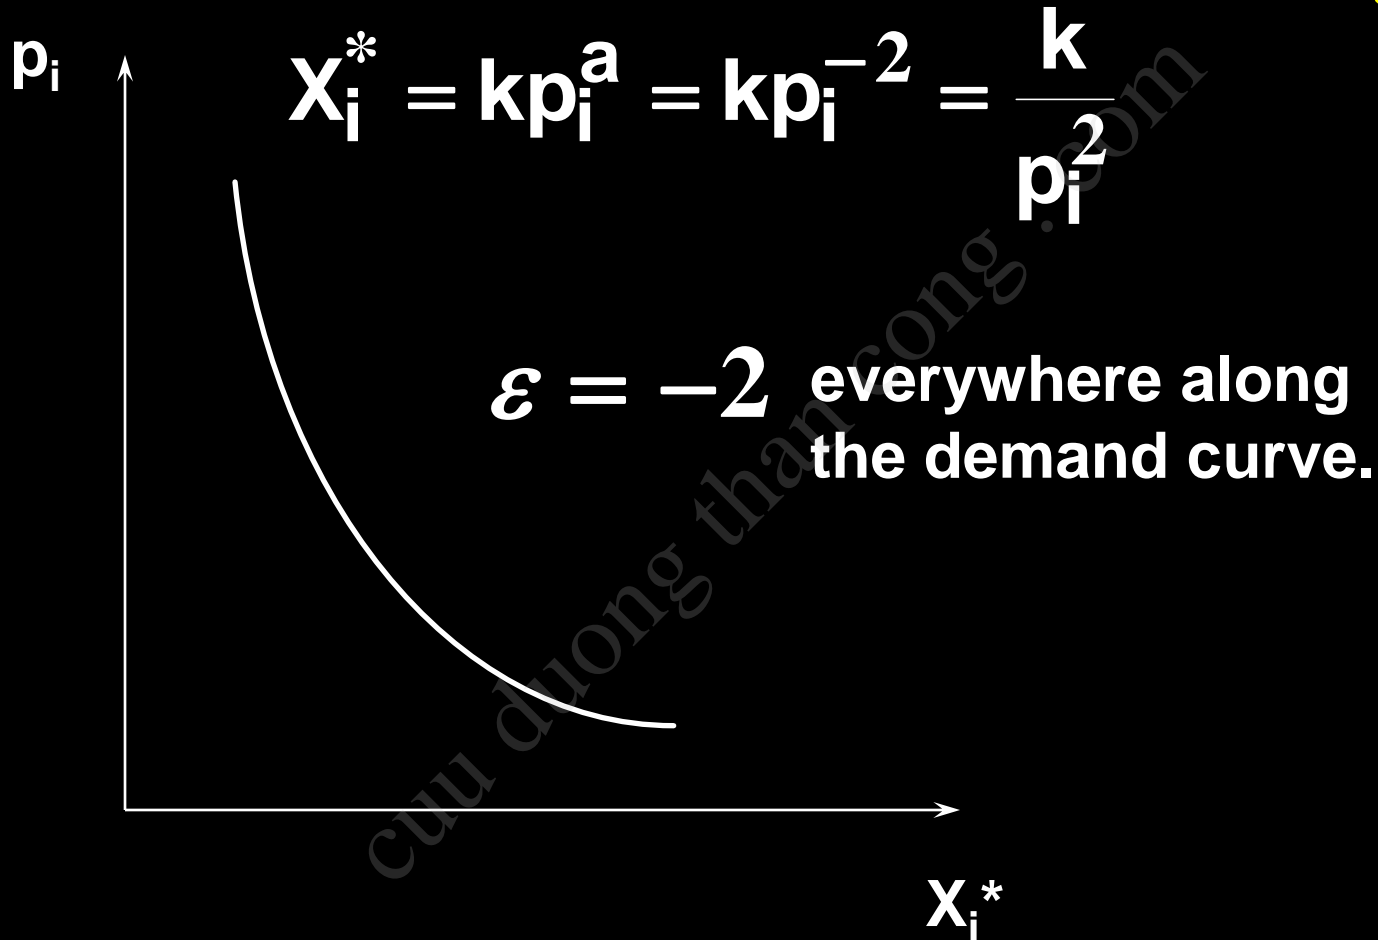 pᵢ
Xᵢ* = kpᵢᵃ = kpᵢ⁻² = k / pᵢ²
ε = −2 everywhere along
the demand curve.
Xᵢ*
cuu duong than cong . com